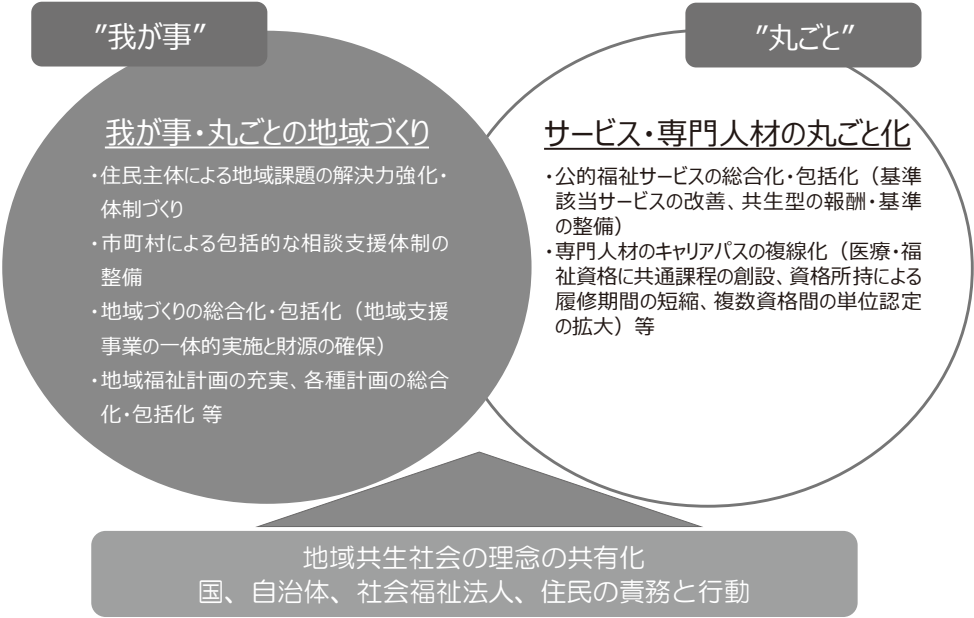 "我が事"
我が事・丸ごとの地域づくり
・住民主体による地域課題の解決力強化・
体制づくり
・市町村による包括的な相談支援体制の
整備
・地域づくりの総合化・包括化（地域支援
事業の一体的実施と財源の確保）
・地域福祉計画の充実、各種計画の総合
化・包括化 等
"丸ごと"
サービス・専門人材の丸ごと化
・公的福祉サービスの総合化・包括化（基準
該当サービスの改善、共生型の報酬・基準
の整備）
・専門人材のキャリアパスの複線化（医療・福
祉資格に共通課程の創設、資格所持による
履修期間の短縮、複数資格間の単位認定
の拡大）等
地域共生社会の理念の共有化
国、自治体、社会福祉法人、住民の責務と行動